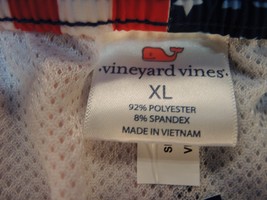 vineyard vines
XL
92% POLYESTER
8% SPANDEX
MADE IN VIETNAM